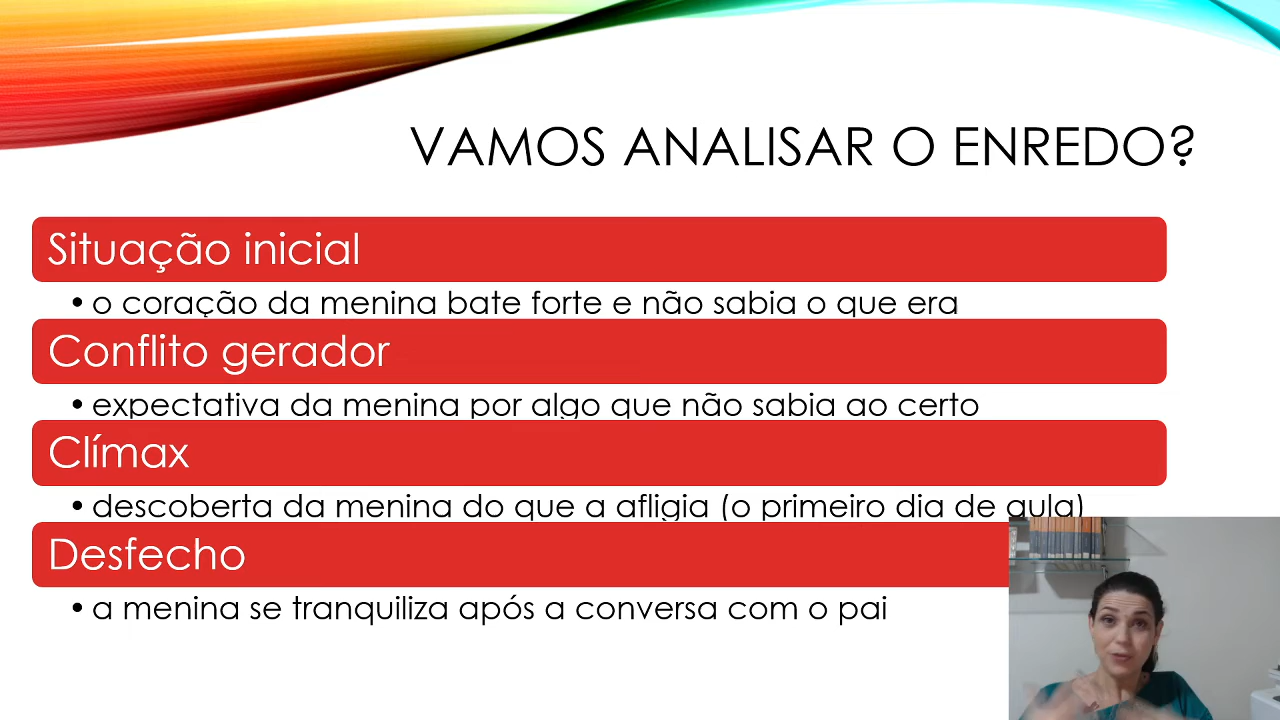 VAMOS ANALISAR O ENREDO?
Situação inicial
• o coração da menina bate forte e não sabia o que era
Conflito gerador
• expectativa da menina por algo que não sabia ao certo
Clímax
• descoberta da menina do que a afligia (o primeiro dia de aula)
Desfecho
• a menina se tranquiliza após a conversa com o pai